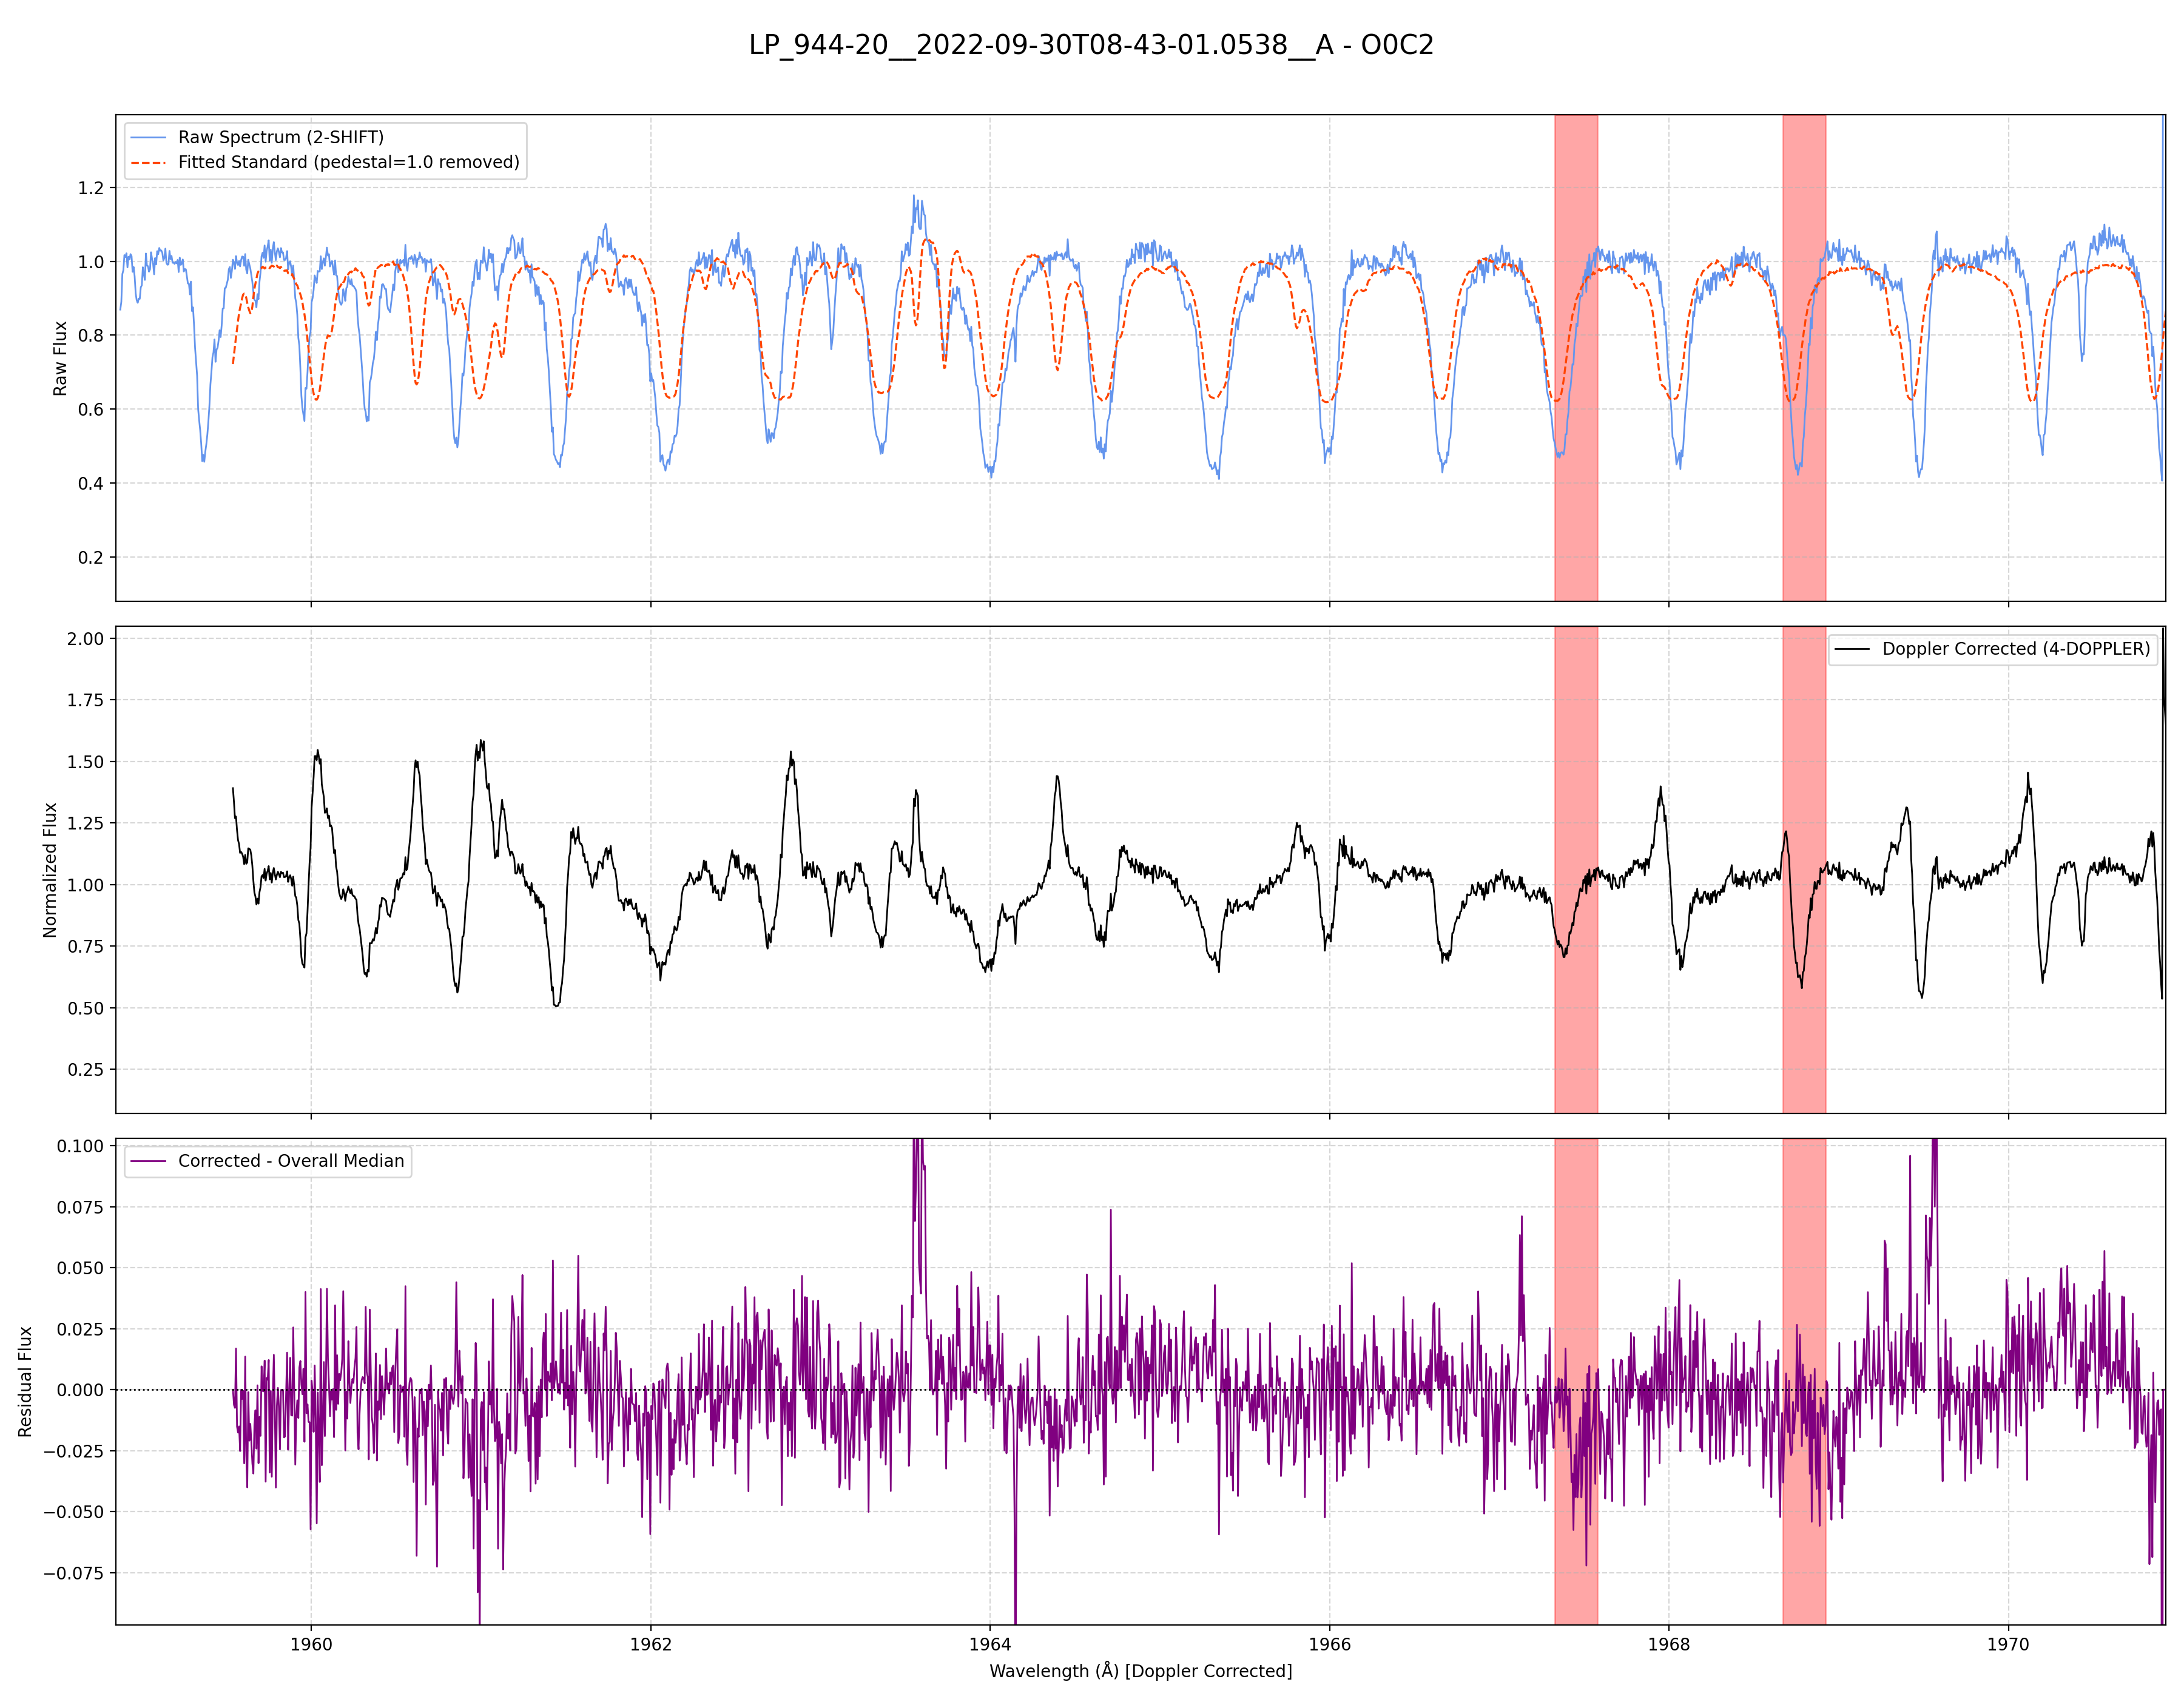 LP_944-20__2022-09-30T08-43-01.0538__A - O0C2
Raw Spectrum (2-SHIFT)
Fitted Standard (pedestal=1.0 removed)
Raw Flux
1.2
1.0
0.8
0.6
0.4
0.2
Doppler Corrected (4-DOPPLER)
Normalized Flux
2.00
1.75
1.50
1.25
1.00
0.75
0.50
0.25
Corrected - Overall Median
Residual Flux
0.100
0.075
0.050
0.025
0.000
−0.025
−0.050
−0.075
1960 1962 1964 1966 1968 1970
Wavelength (Å) [Doppler Corrected]